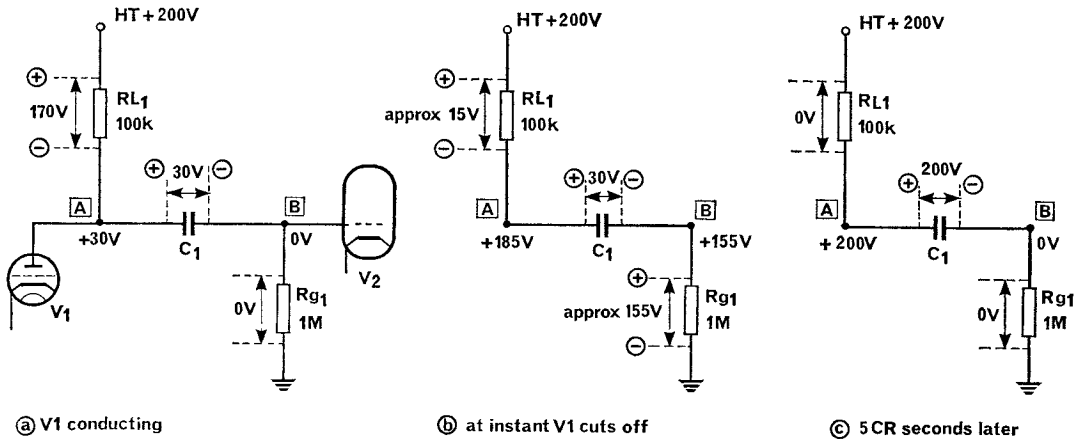 HT +200V
+
170V
−
RL1
100k
+ 30V −
A
B
+30V
C1
0V
V1
V2
0V
Rg1
1M
a V1 conducting
HT+200V
+
approx 15V
−
RL1
100k
+ 30V −
A
B
+185V
C1
+155V
+
approx 155V
−
Rg1
1M
b at instant V1 cuts off
HT +200V
0V
RL1
100k
200V
+ −
A
B
+200V
C1
0V
0V
Rg1
1M
c 5CR seconds later